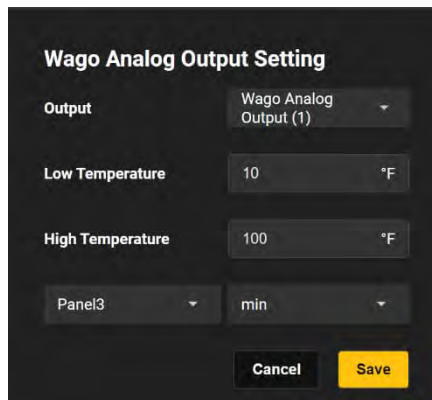 Wago Analog Output Setting
Output
Wago Analog
Output (1)
Low Temperature
10 °F
High Temperature
100 °F
Panel3
min
Cancel
Save